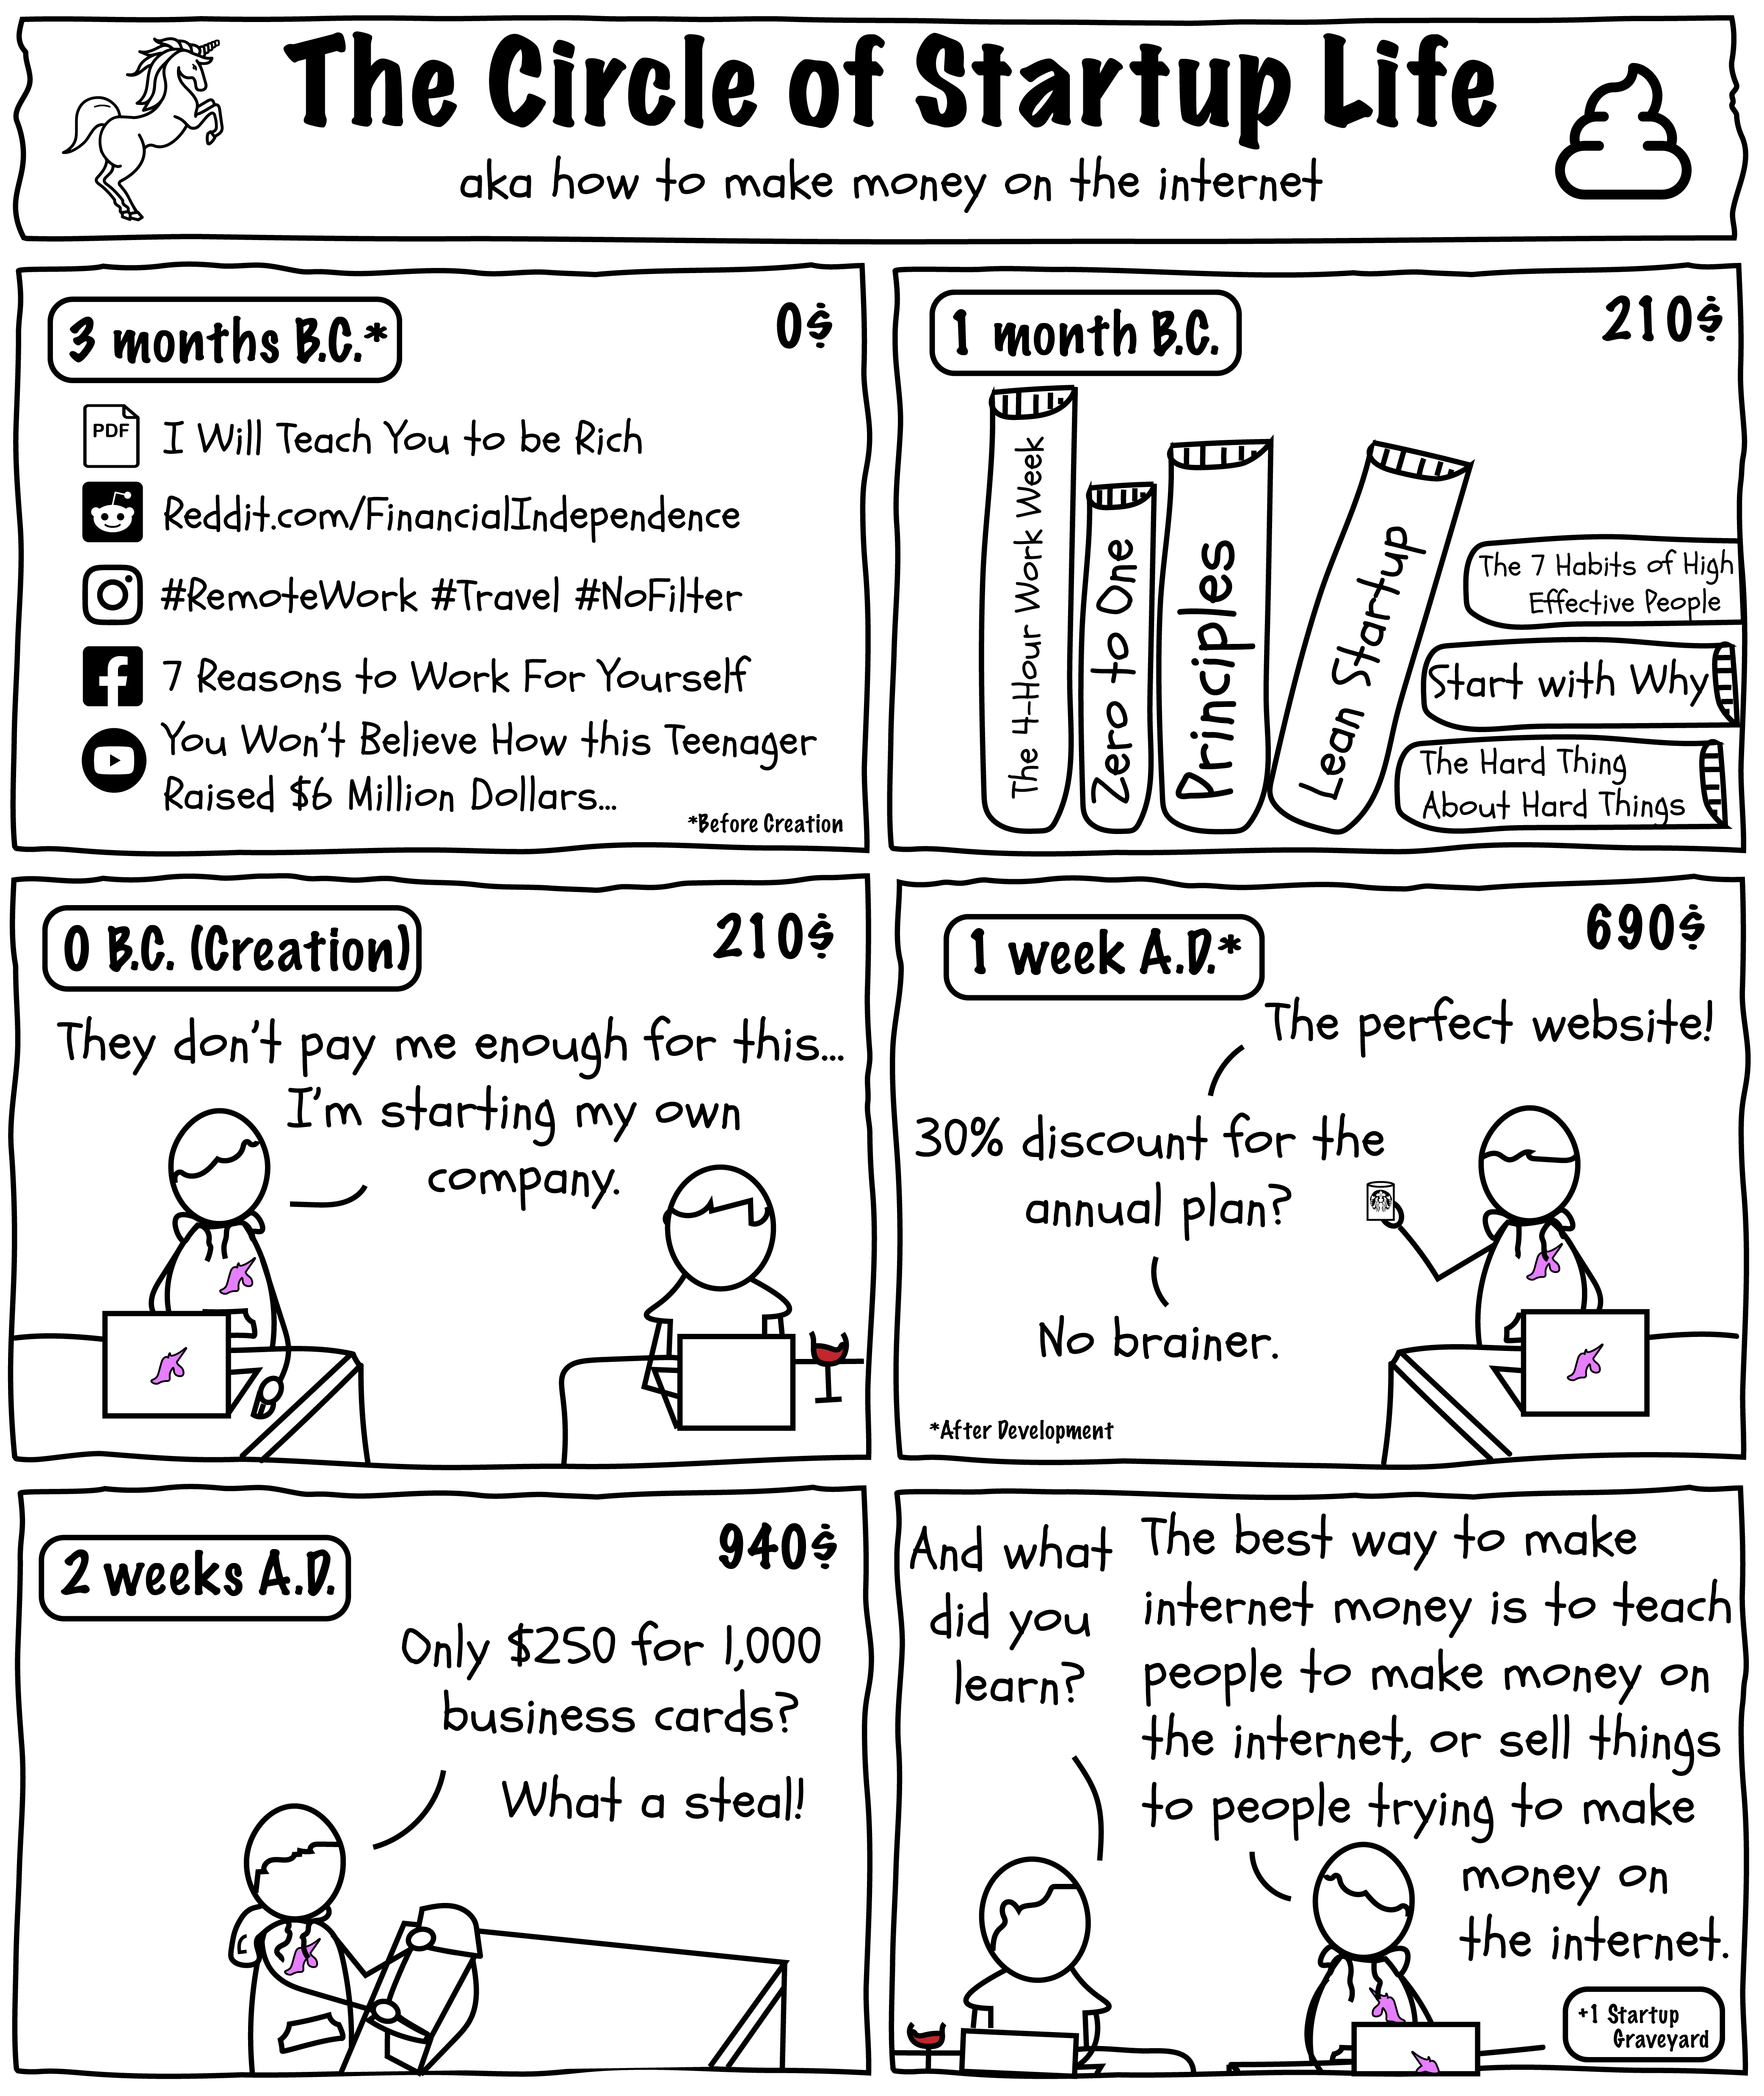 The Circle of Startup Life
aka how to make money on the internet
3 months B.C.*
0$
PDF
I Will Teach You to be Rich
Reddit.com/FinancialIndependence
#RemoteWork #Travel #NoFilter
7 Reasons to Work For Yourself
You Won't Believe How this Teenager
Raised $6 Million Dollars...
*Before Creation
1 month B.C.
210$
The 4-Hour Work Week
Zero to One
Principles
Lean Startup
The 7 Habits of High
Effective People
Start with Why
The Hard Thing
About Hard Things
0 B.C. (Creation)
210$
They don't pay me enough for this...
I'm starting my own
company.
1 week A.D.*
690$
The perfect website!
30% discount for the
annual plan?
No brainer.
*After Development
2 weeks A.D.
940$
Only $250 for 1,000
business cards?
What a steal!
And what
did you
learn?
The best way to make
internet money is to teach
people to make money on
the internet, or sell things
to people trying to make
money on
the internet.
+1 Startup
Graveyard